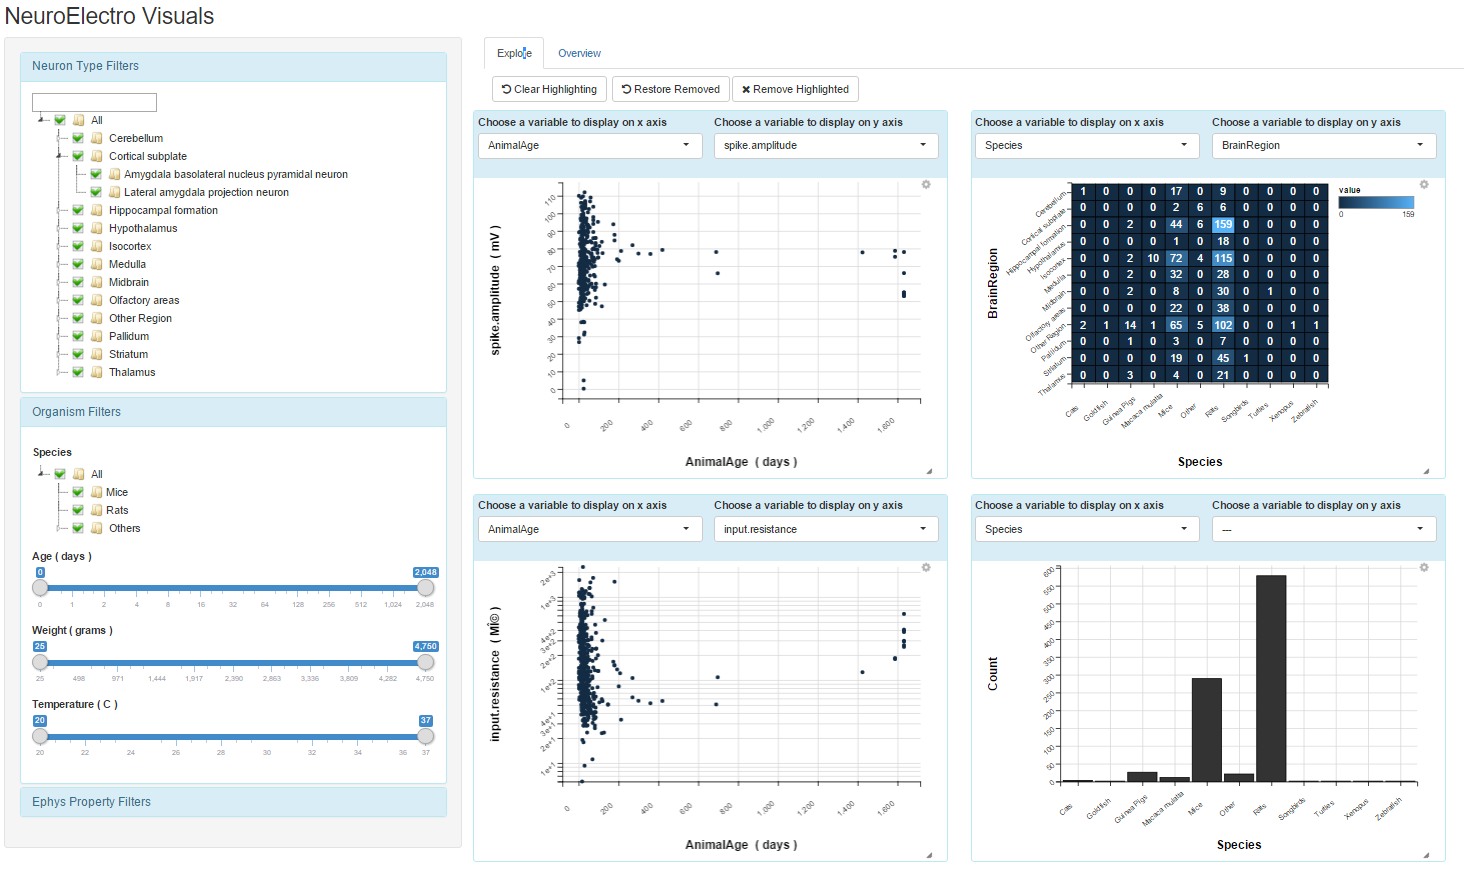 NeuroElectro Visuals
Neuron Type Filters
All
Cerebellum
Cortical subplate
Amygdala basolateral nucleus pyramidal neuron
Lateral amygdala projection neuron
Hippocampal formation
Hypothalamus
Isocortex
Medulla
Midbrain
Olfactory areas
Other Region
Pallidum
Striatum
Thalamus
Organism Filters
Species
All
Mice
Rats
Others
Age ( days )
0 2,048
0 1 2 4 8 16 32 64 128 256 512 1,024 2,048
Weight ( grams )
25 4,750
25 498 971 1,444 1,917 2,390 2,863 3,336 3,809 4,282 4,750
Temperature ( C )
20 37
20 22 24 26 28 30 32 34 36 37
Ephys Property Filters
Explore Overview
Clear Highlighting Restore Removed Remove Highlighted
Choose a variable to display on x axis Choose a variable to display on y axis
AnimalAge spike.amplitude
110
100
90
80
70
60
50
40
30
20
10
0
spike.amplitude ( mV )
0 200 400 600 800 1,000 1,200 1,400 1,600
AnimalAge ( days )
Choose a variable to display on x axis Choose a variable to display on y axis
Species BrainRegion
value
0 159
BrainRegion
Cerebellum 1 0 0 0 17 0 9 0 0 0 0
Cortical subplate 0 0 0 0 2 6 6 0 0 0 0
Hippocampal formation 0 0 2 0 44 6 159 0 0 0 0
Hypothalamus 0 0 0 0 1 0 18 0 0 0 0
Isocortex 0 0 2 10 72 4 115 0 0 0 0
Medulla 0 0 2 0 32 0 28 0 0 0 0
Midbrain 0 0 2 0 8 0 30 0 1 0 0
Olfactory areas 0 0 0 0 22 0 38 0 0 0 0
Other Region 2 1 14 1 65 5 102 0 0 1 1
Pallidum 0 0 1 0 3 0 7 0 0 0 0
Striatum 0 0 0 0 19 0 45 1 0 0 0
Thalamus 0 0 3 0 4 0 21 0 0 0 0
Cats Goldfish Guinea Pigs Macaca mulatta Mice Other Rats Songbirds Turtles Xenopus Zebrafish
Species
Choose a variable to display on x axis Choose a variable to display on y axis
AnimalAge input.resistance
2e+3
1e+3
4e+2
2e+2
2e+2
1e+2
4e+1
3e+1
2e+1
1e+1
input.resistance ( MÎ© )
0 200 400 600 800 1,000 1,200 1,400 1,600
AnimalAge ( days )
Choose a variable to display on x axis Choose a variable to display on y axis
Species ---
600
550
500
450
400
350
300
250
200
150
100
50
0
Count
Cats Goldfish Guinea Pigs Macaca mulatta Mice Other Rats Songbirds Turtles Xenopus Zebrafish
Species